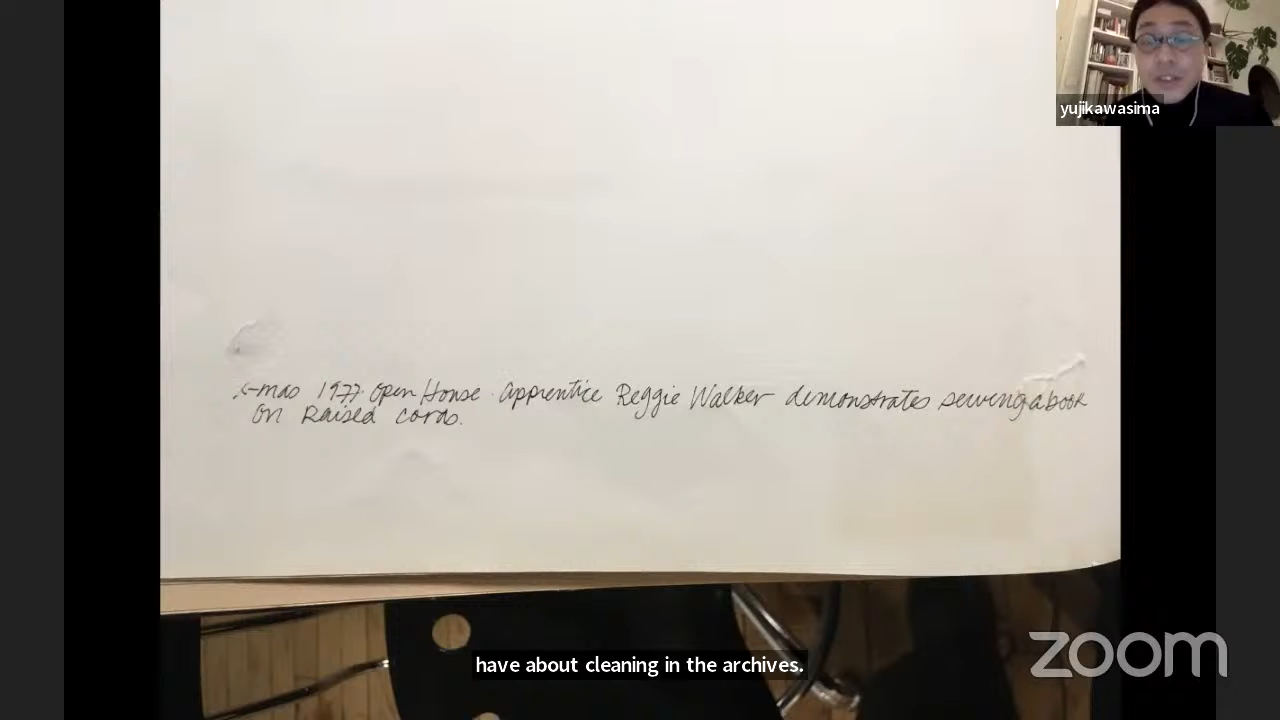 yujikawasima
X-mas 1977 Open House. Apprentice Reggie Walker demonstrates sewing a book
on Raised cords.
have about cleaning in the archives.
zoom